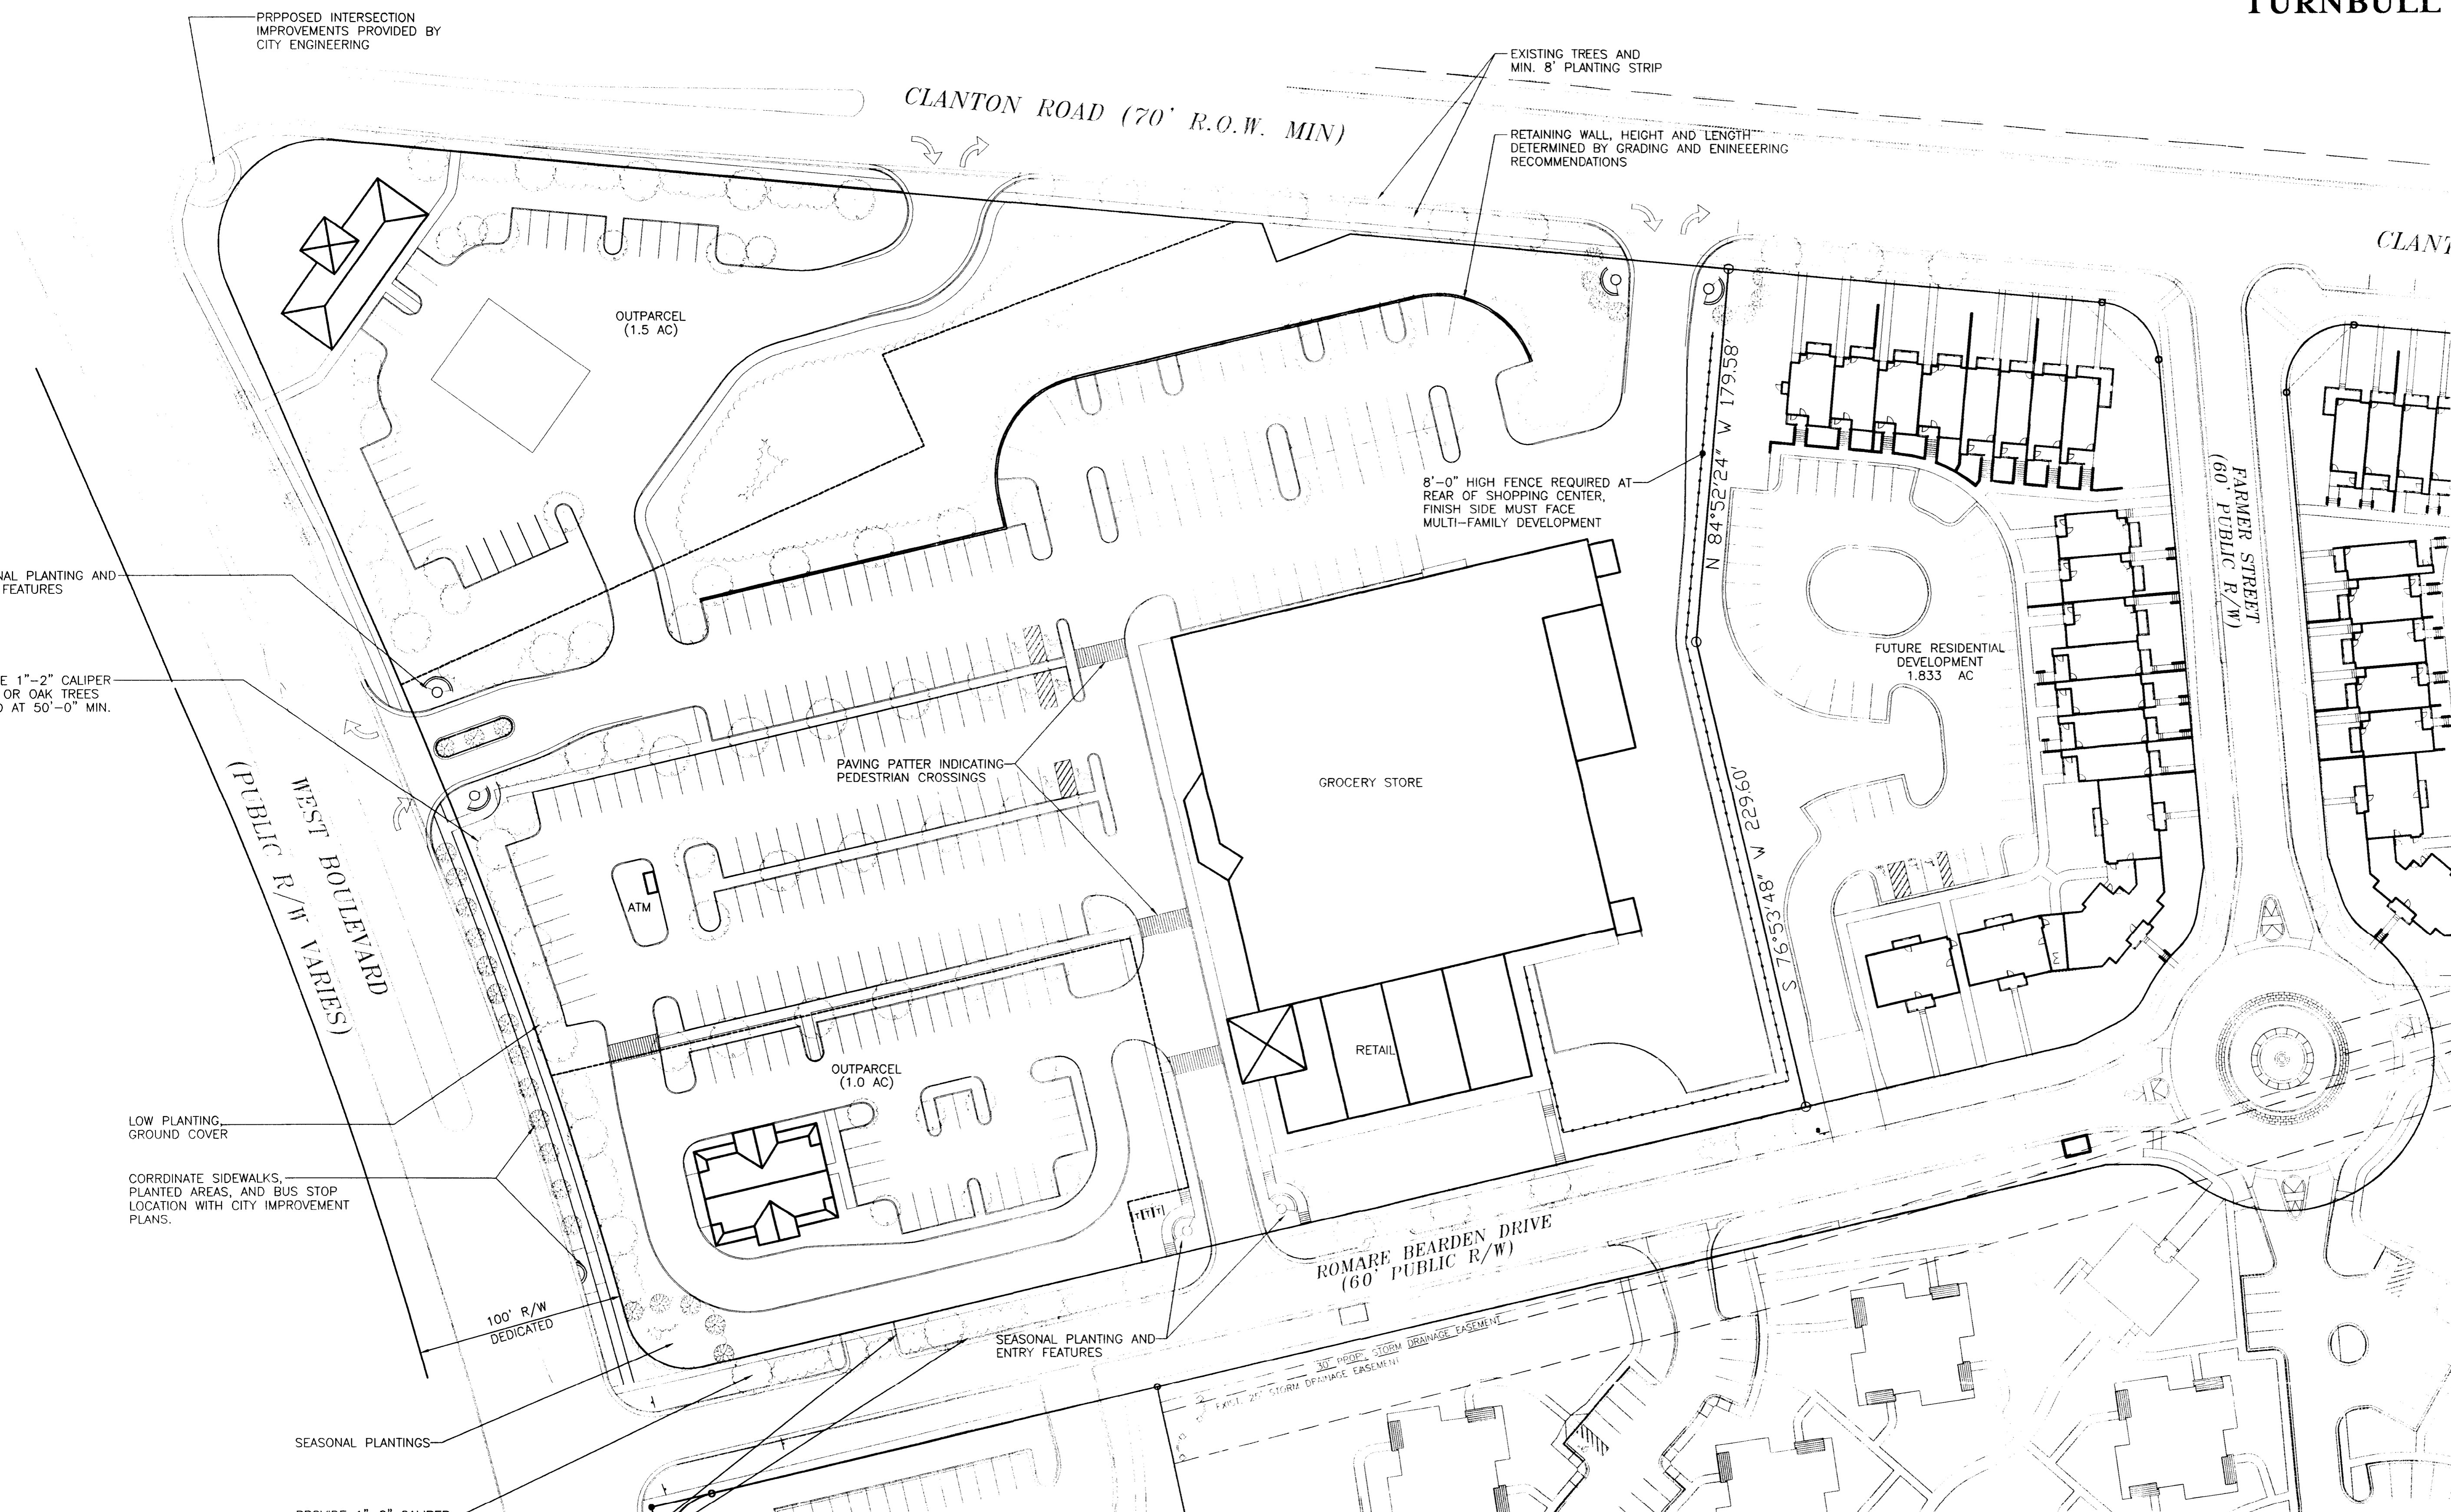 TURNBULL
PRPPOSED INTERSECTION
IMPROVEMENTS PROVIDED BY
CITY ENGINEERING
EXISTING TREES AND
MIN. 8' PLANTING STRIP
CLANTON ROAD (70' R.O.W. MIN)
RETAINING WALL, HEIGHT AND LENGTH
DETERMINED BY GRADING AND ENINEEERING
RECOMMENDATIONS
CLANT
OUTPARCEL
(1.5 AC)
N 84°52'24" W 179.58'
8'-0" HIGH FENCE REQUIRED AT
REAR OF SHOPPING CENTER,
FINISH SIDE MUST FACE
MULTI-FAMILY DEVELOPMENT
FARMER STREET
(60' PUBLIC R/W)
NAL PLANTING AND
FEATURES
FUTURE RESIDENTIAL
DEVELOPMENT
1.833 AC
E 1"-2" CALIPER
OR OAK TREES
D AT 50'-0" MIN.
PAVING PATTER INDICATING
PEDESTRIAN CROSSINGS
GROCERY STORE
WEST BOULEVARD
(PUBLIC R/W VARIES)
S 76°53'48" W 229.60'
ATM
RETAIL
OUTPARCEL
(1.0 AC)
LOW PLANTING,
GROUND COVER
CORRDINATE SIDEWALKS,
PLANTED AREAS, AND BUS STOP
LOCATION WITH CITY IMPROVEMENT
PLANS.
ROMARE BEARDEN DRIVE
(60' PUBLIC R/W)
100' R/W
DEDICATED
SEASONAL PLANTING AND
ENTRY FEATURES
30' PROP. STORM DRAINAGE EASEMENT
EXIST. 20' STORM DRAINAGE EASEMENT
SEASONAL PLANTINGS